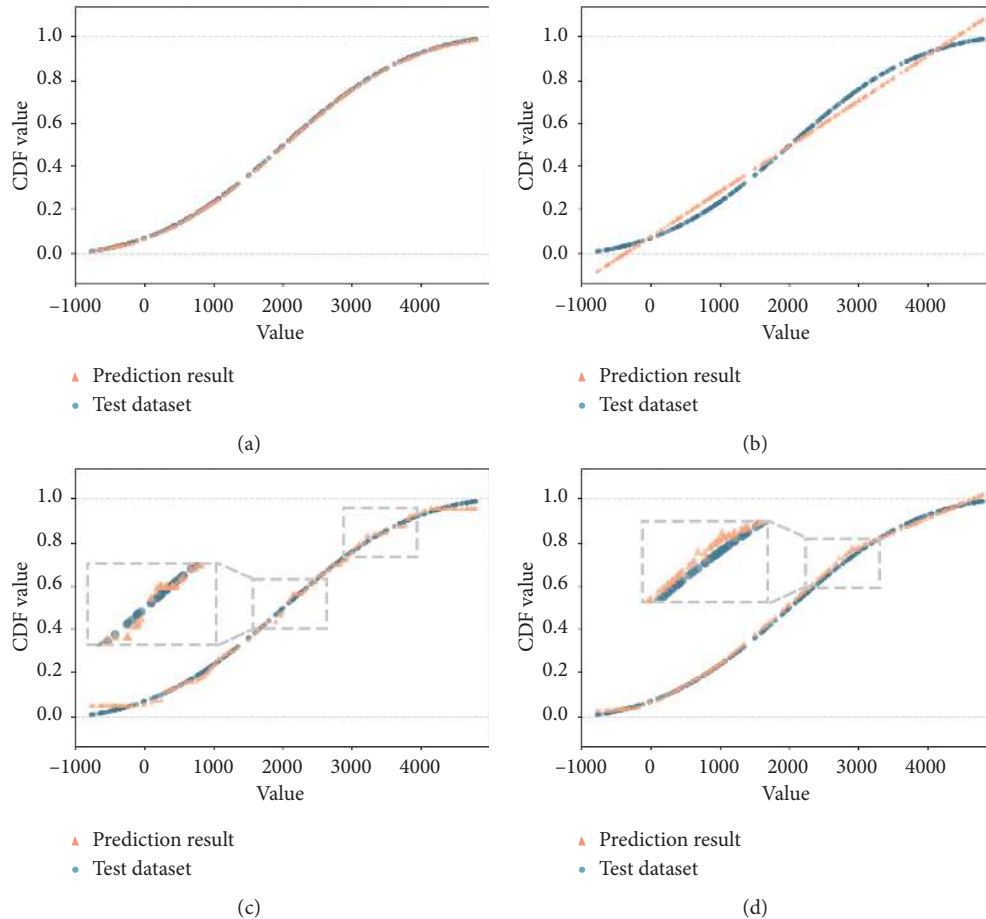 1.0
0.8
0.6
0.4
0.2
0.0
CDF value
−1000 0 1000 2000 3000 4000
Value
Prediction result
Test dataset
(a)
1.0
0.8
0.6
0.4
0.2
0.0
CDF value
−1000 0 1000 2000 3000 4000
Value
Prediction result
Test dataset
(b)
1.0
0.8
0.6
0.4
0.2
0.0
CDF value
−1000 0 1000 2000 3000 4000
Value
Prediction result
Test dataset
(c)
1.0
0.8
0.6
0.4
0.2
0.0
CDF value
−1000 0 1000 2000 3000 4000
Value
Prediction result
Test dataset
(d)